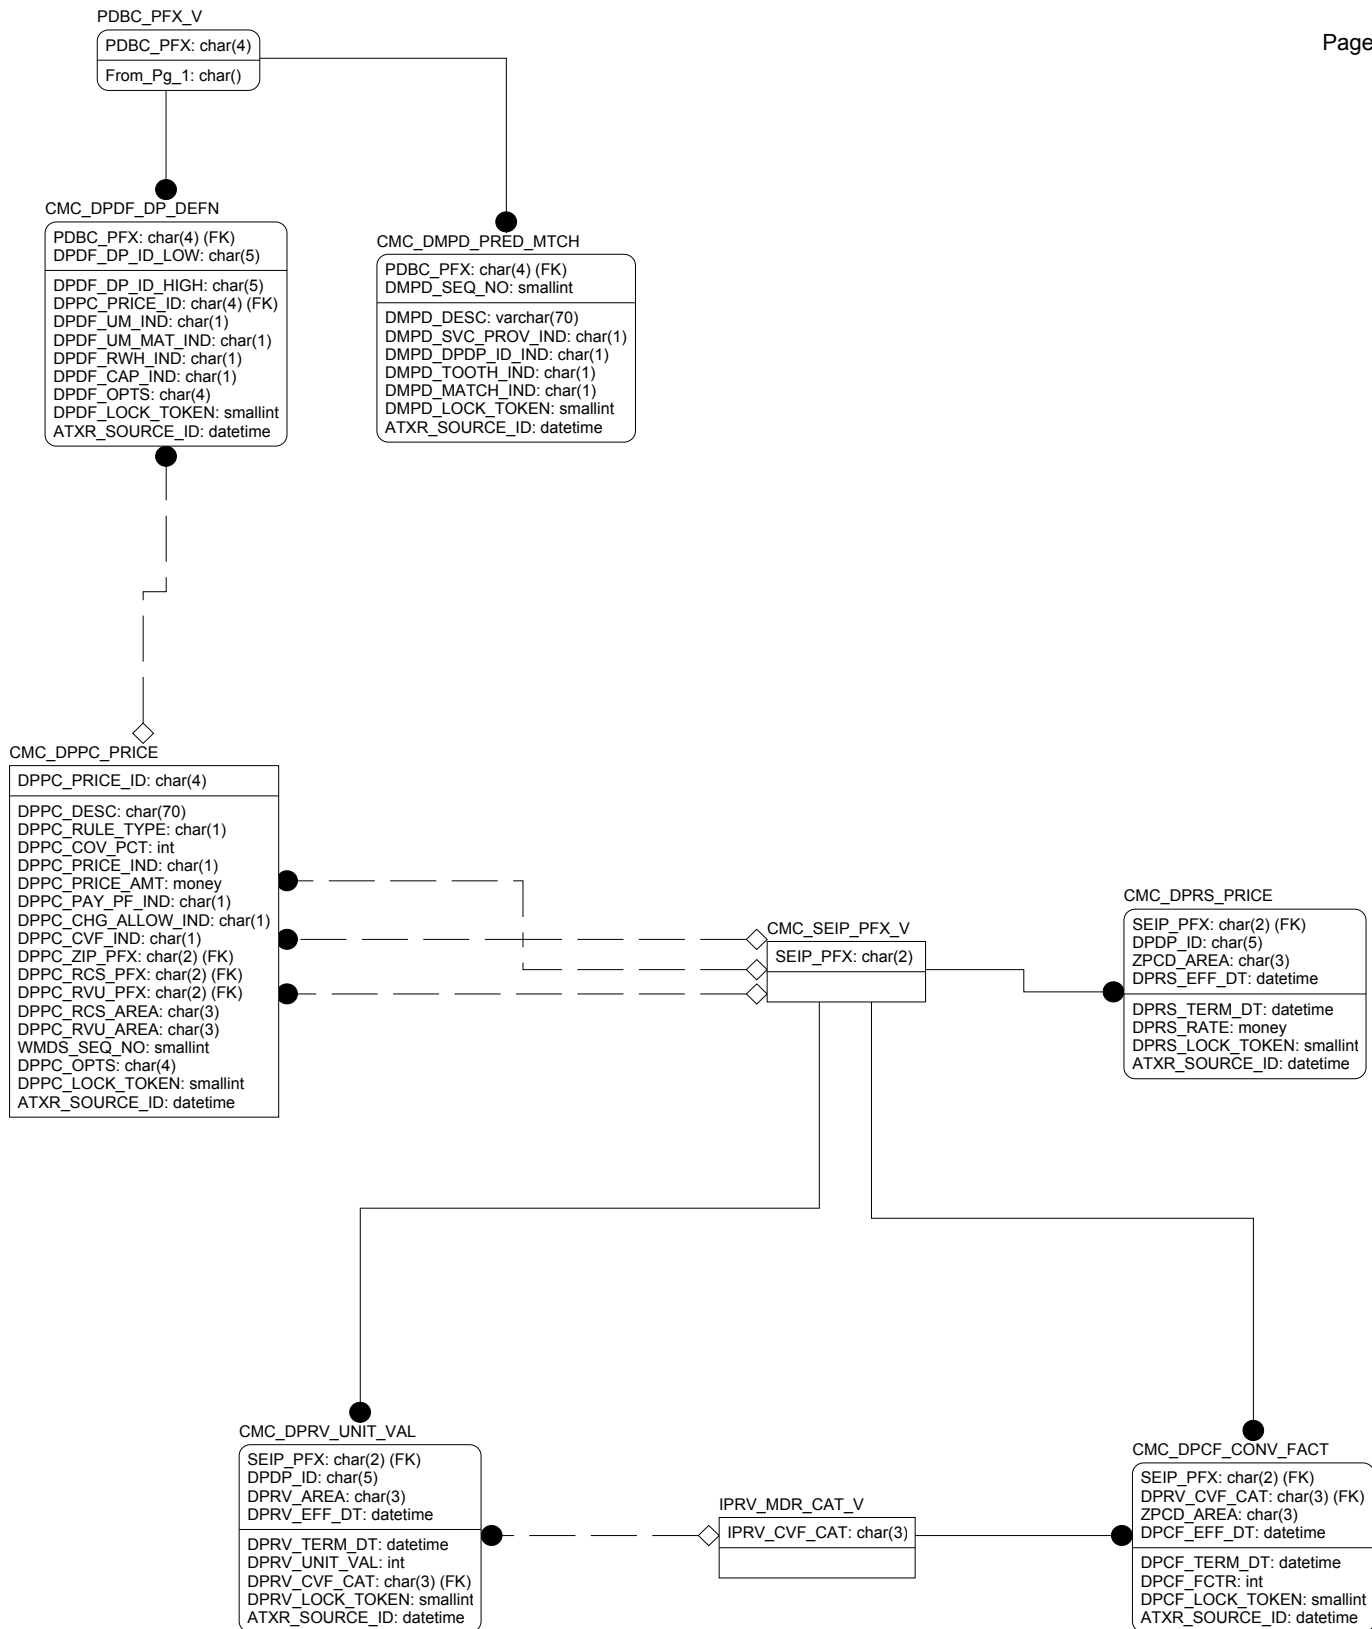 PDBC_PFX_V
PDBC_PFX: char(4)
From_Pg_1: char()
Page
CMC_DPDF_DP_DEFN
PDBC_PFX: char(4) (FK)
DPDF_DP_ID_LOW: char(5)
DPDF_DP_ID_HIGH: char(5)
DPPC_PRICE_ID: char(4) (FK)
DPDF_UM_IND: char(1)
DPDF_UM_MAT_IND: char(1)
DPDF_RWH_IND: char(1)
DPDF_CAP_IND: char(1)
DPDF_OPTS: char(4)
DPDF_LOCK_TOKEN: smallint
ATXR_SOURCE_ID: datetime
CMC_DMPD_PRED_MTCH
PDBC_PFX: char(4) (FK)
DMPD_SEQ_NO: smallint
DMPD_DESC: varchar(70)
DMPD_SVC_PROV_IND: char(1)
DMPD_DPDP_ID_IND: char(1)
DMPD_TOOTH_IND: char(1)
DMPD_MATCH_IND: char(1)
DMPD_LOCK_TOKEN: smallint
ATXR_SOURCE_ID: datetime
CMC_DPPC_PRICE
DPPC_PRICE_ID: char(4)
DPPC_DESC: char(70)
DPPC_RULE_TYPE: char(1)
DPPC_COV_PCT: int
DPPC_PRICE_IND: char(1)
DPPC_PRICE_AMT: money
DPPC_PAY_PF_IND: char(1)
DPPC_CHG_ALLOW_IND: char(1)
DPPC_CVF_IND: char(1)
DPPC_ZIP_PFX: char(2) (FK)
DPPC_RCS_PFX: char(2) (FK)
DPPC_RVU_PFX: char(2) (FK)
DPPC_RCS_AREA: char(3)
DPPC_RVU_AREA: char(3)
WMDS_SEQ_NO: smallint
DPPC_OPTS: char(4)
DPPC_LOCK_TOKEN: smallint
ATXR_SOURCE_ID: datetime
CMC_SEIP_PFX_V
SEIP_PFX: char(2)
CMC_DPRS_PRICE
SEIP_PFX: char(2) (FK)
DPDP_ID: char(5)
ZPCD_AREA: char(3)
DPRS_EFF_DT: datetime
DPRS_TERM_DT: datetime
DPRS_RATE: money
DPRS_LOCK_TOKEN: smallint
ATXR_SOURCE_ID: datetime
CMC_DPRV_UNIT_VAL
SEIP_PFX: char(2) (FK)
DPDP_ID: char(5)
DPRV_AREA: char(3)
DPRV_EFF_DT: datetime
DPRV_TERM_DT: datetime
DPRV_UNIT_VAL: int
DPRV_CVF_CAT: char(3) (FK)
DPRV_LOCK_TOKEN: smallint
ATXR_SOURCE_ID: datetime
IPRV_MDR_CAT_V
IPRV_CVF_CAT: char(3)
CMC_DPCF_CONV_FACT
SEIP_PFX: char(2) (FK)
DPRV_CVF_CAT: char(3) (FK)
ZPCD_AREA: char(3)
DPCF_EFF_DT: datetime
DPCF_TERM_DT: datetime
DPCF_FCTR: int
DPCF_LOCK_TOKEN: smallint
ATXR_SOURCE_ID: datetime